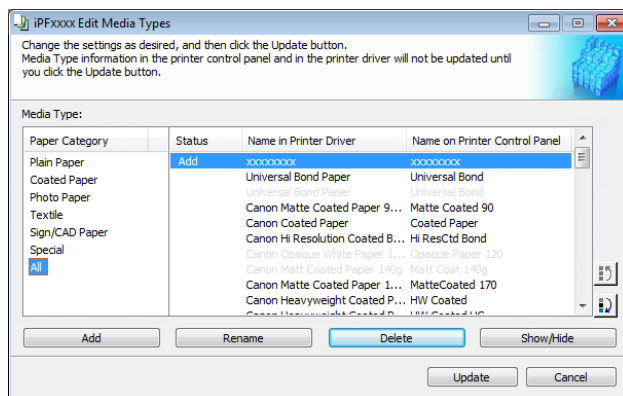 iPFxxxx Edit Media Types
Change the settings as desired, and then click the Update button.
Media Type information in the printer control panel and in the printer driver will not be updated until
you click the Update button.
Media Type:
Paper Category
Status Name in Printer Driver Name on Printer Control Panel
Plain Paper
Coated Paper
Photo Paper
Textile
Sign/CAD Paper
Special
All
Add xxxxxxxx xxxxxxxx
Universal Bond Paper Universal Bond
Universal Bond Paper Universal Bond
Canon Matte Coated Paper 9... Matte Coated 90
Canon Coated Paper Coated Paper
Canon Hi Resolution Coated B... Hi ResCtd Bond
Canon Opaque White Paper 1... Opaque Paper 120
Canon Matt Coated Paper 140g Matt Coat 140g
Canon Matte Coated Paper 1... MatteCoated 170
Canon Heavyweight Coated P... HW Coated
Canon Heavyweight Coated P... HW Coated HG
Add Rename Delete Show/Hide
Update Cancel